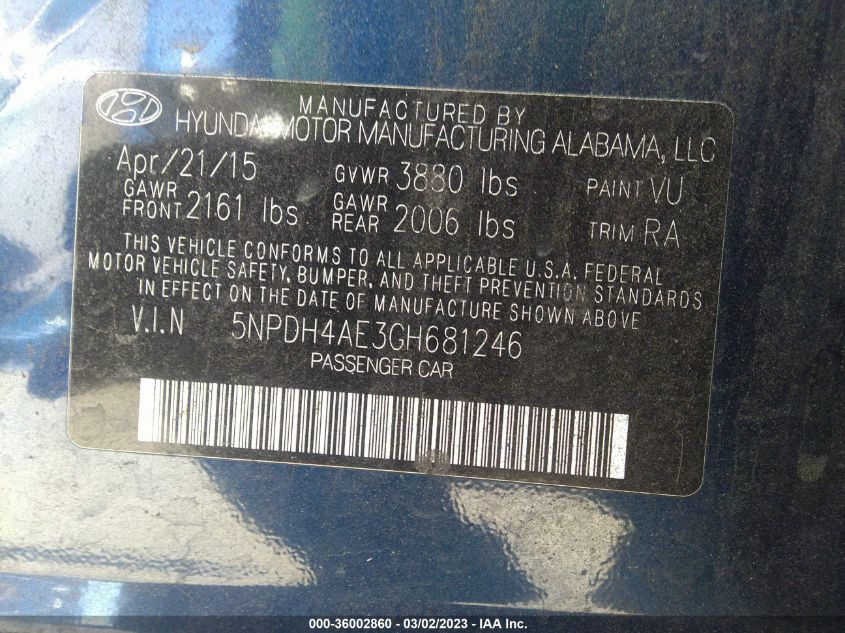 MANUFACTURED BY
HYUNDAI MOTOR MANUFACTURING ALABAMA, LLC
Apr/21/15 GVWR 3880 lbs PAINT VU
GAWR FRONT 2161 lbs GAWR REAR 2006 lbs TRIM RA
THIS VEHICLE CONFORMS TO ALL APPLICABLE U.S.A. FEDERAL
MOTOR VEHICLE SAFETY, BUMPER, AND THEFT PREVENTION STANDARDS
IN EFFECT ON THE DATE OF MANUFACTURE SHOWN ABOVE
V.I.N 5NPDH4AE3GH681246
PASSENGER CAR
000-36002860 — 03/02/2023 — IAA Inc.